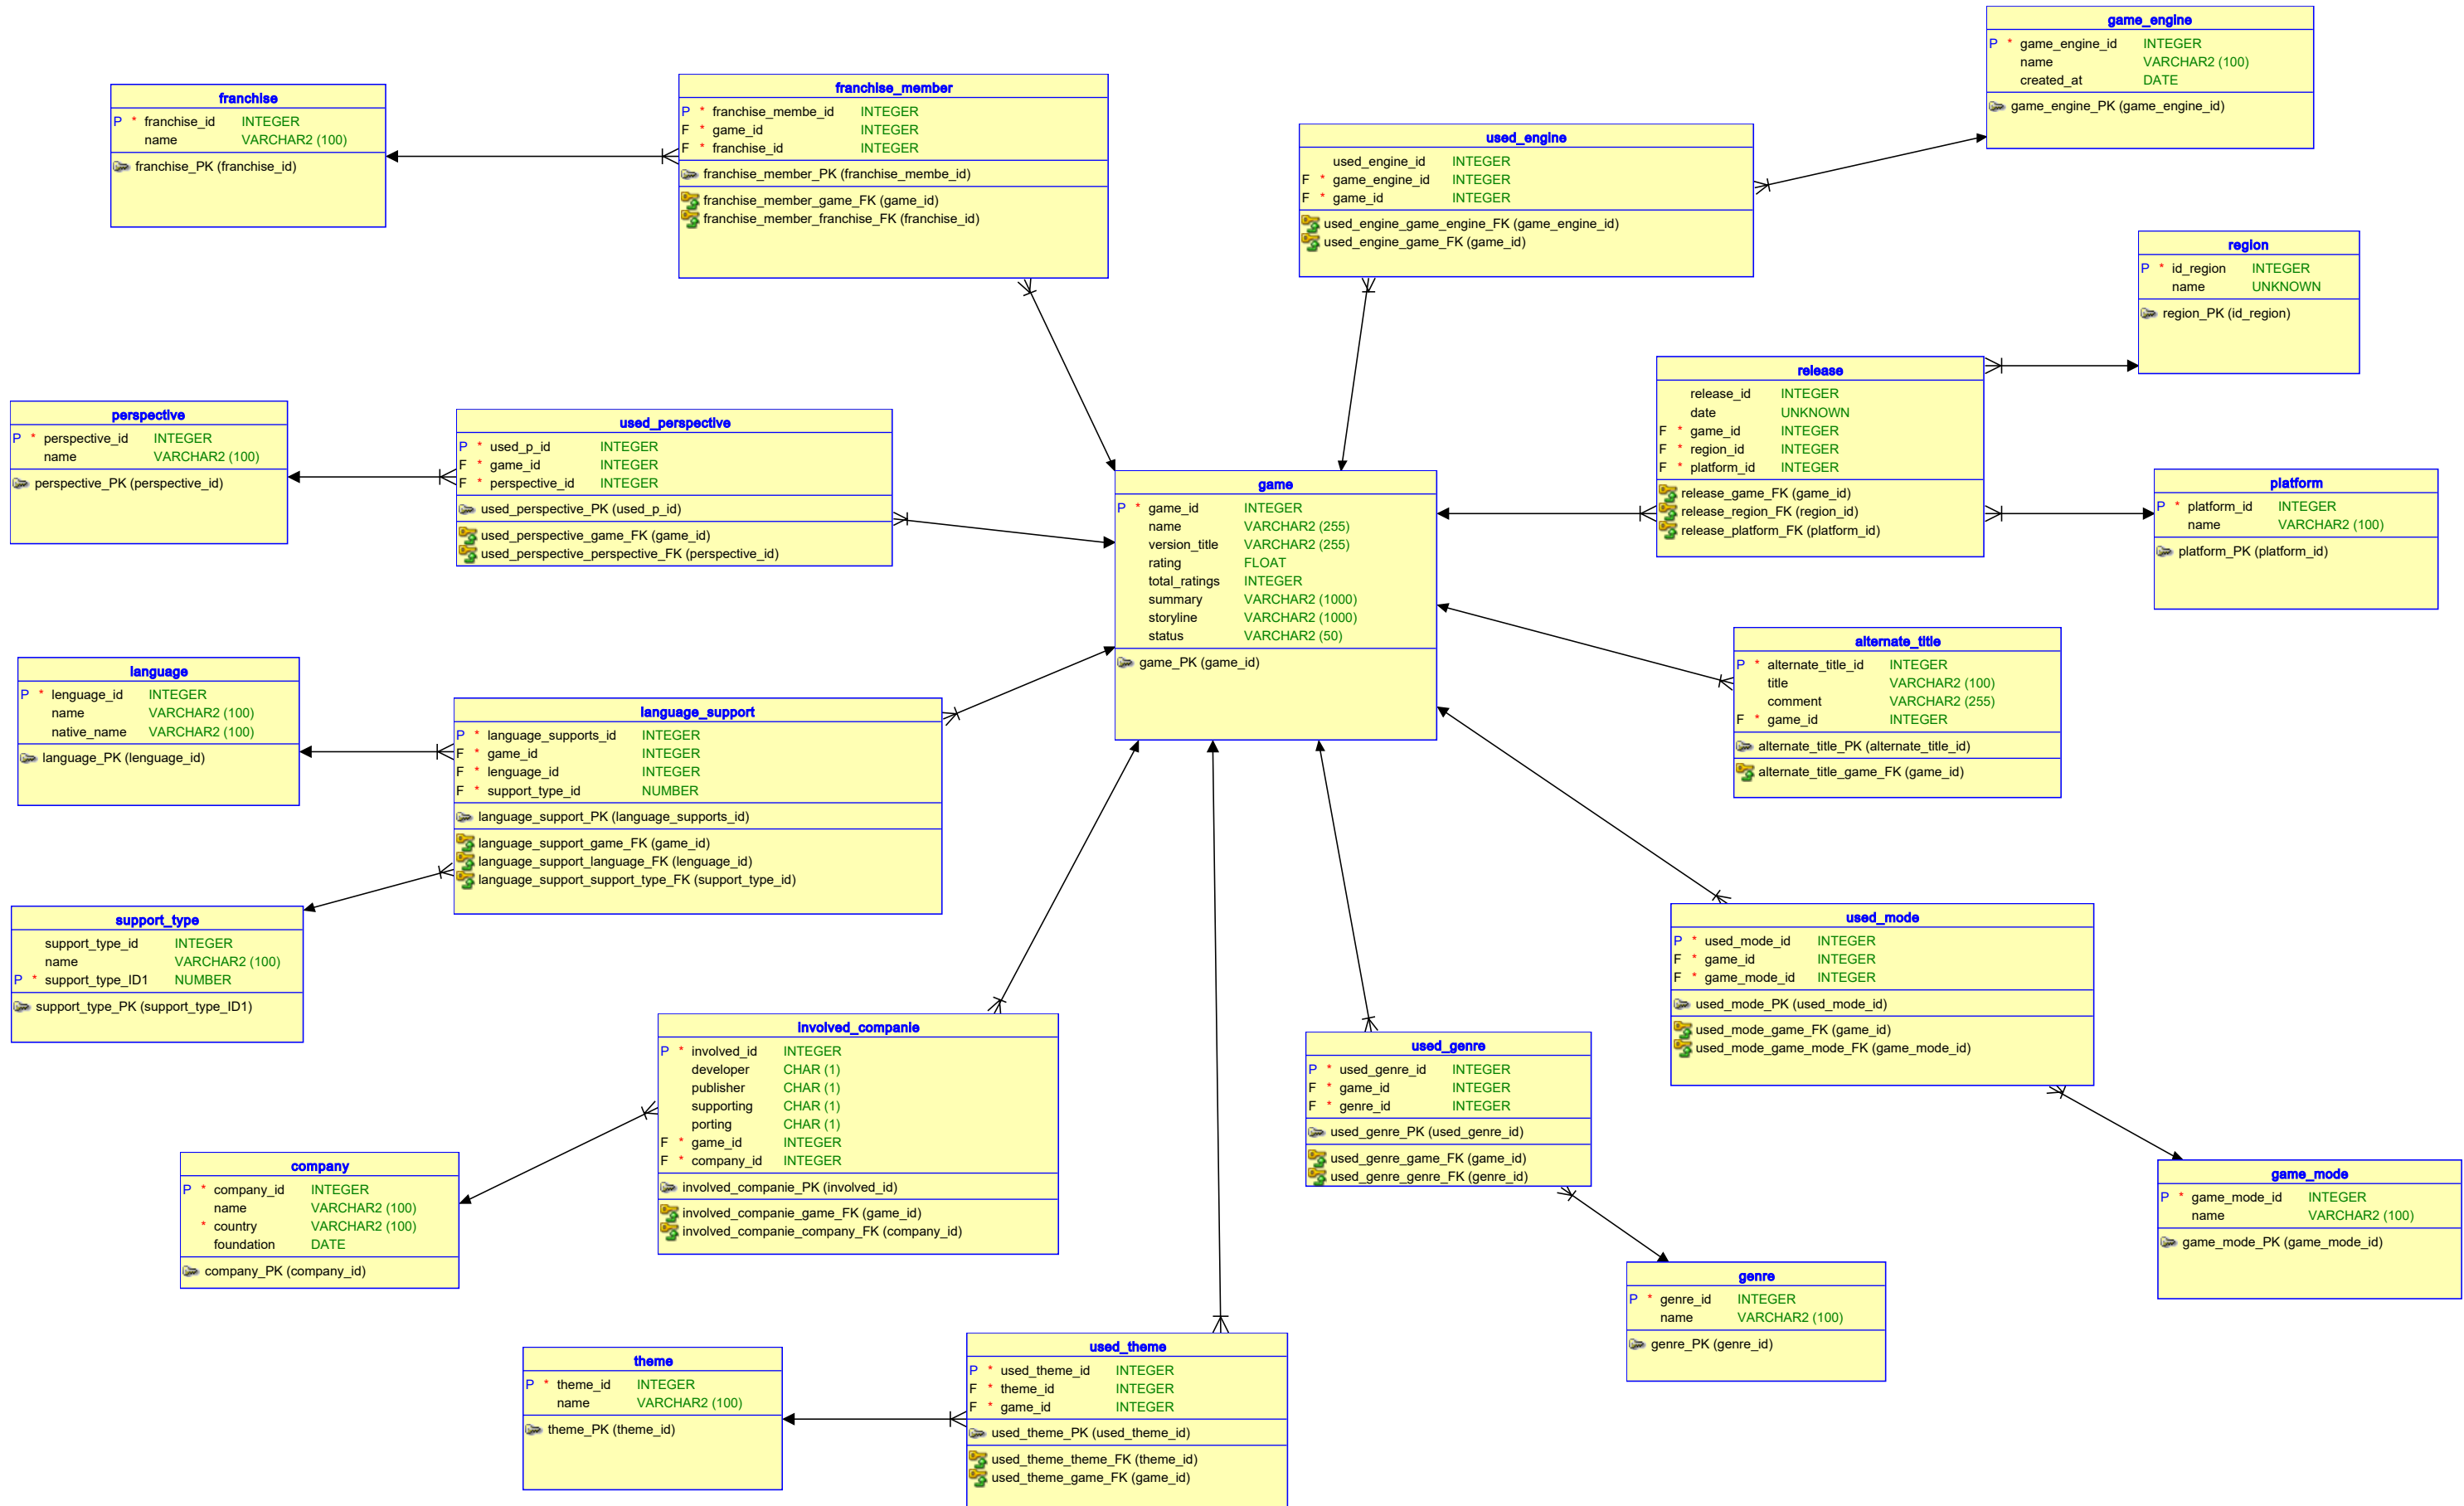 game_engine
P * game_engine_id INTEGER
name VARCHAR2 (100)
created_at DATE
game_engine_PK (game_engine_id)
franchise
P * franchise_id INTEGER
name VARCHAR2 (100)
franchise_PK (franchise_id)
franchise_member
P * franchise_membe_id INTEGER
F * game_id INTEGER
F * franchise_id INTEGER
franchise_member_PK (franchise_membe_id)
franchise_member_game_FK (game_id)
franchise_member_franchise_FK (franchise_id)
used_engine
used_engine_id INTEGER
F * game_engine_id INTEGER
F * game_id INTEGER
used_engine_game_engine_FK (game_engine_id)
used_engine_game_FK (game_id)
region
P * id_region INTEGER
name UNKNOWN
region_PK (id_region)
release
release_id INTEGER
date UNKNOWN
F * game_id INTEGER
F * region_id INTEGER
F * platform_id INTEGER
release_game_FK (game_id)
release_region_FK (region_id)
release_platform_FK (platform_id)
perspective
P * perspective_id INTEGER
name VARCHAR2 (100)
perspective_PK (perspective_id)
used_perspective
P * used_p_id INTEGER
F * game_id INTEGER
F * perspective_id INTEGER
used_perspective_PK (used_p_id)
used_perspective_game_FK (game_id)
used_perspective_perspective_FK (perspective_id)
game
P * game_id INTEGER
name VARCHAR2 (255)
version_title VARCHAR2 (255)
rating FLOAT
total_ratings INTEGER
summary VARCHAR2 (1000)
storyline VARCHAR2 (1000)
status VARCHAR2 (50)
game_PK (game_id)
platform
P * platform_id INTEGER
name VARCHAR2 (100)
platform_PK (platform_id)
alternate_title
P * alternate_title_id INTEGER
title VARCHAR2 (100)
comment VARCHAR2 (255)
F * game_id INTEGER
alternate_title_PK (alternate_title_id)
alternate_title_game_FK (game_id)
language
P * lenguage_id INTEGER
name VARCHAR2 (100)
native_name VARCHAR2 (100)
language_PK (lenguage_id)
language_support
P * language_supports_id INTEGER
F * game_id INTEGER
F * lenguage_id INTEGER
F * support_type_id NUMBER
language_support_PK (language_supports_id)
language_support_game_FK (game_id)
language_support_language_FK (lenguage_id)
language_support_support_type_FK (support_type_id)
support_type
support_type_id INTEGER
name VARCHAR2 (100)
P * support_type_ID1 NUMBER
support_type_PK (support_type_ID1)
used_mode
P * used_mode_id INTEGER
F * game_id INTEGER
F * game_mode_id INTEGER
used_mode_PK (used_mode_id)
used_mode_game_FK (game_id)
used_mode_game_mode_FK (game_mode_id)
involved_companie
P * involved_id INTEGER
developer CHAR (1)
publisher CHAR (1)
supporting CHAR (1)
porting CHAR (1)
F * game_id INTEGER
F * company_id INTEGER
involved_companie_PK (involved_id)
involved_companie_game_FK (game_id)
involved_companie_company_FK (company_id)
used_genre
P * used_genre_id INTEGER
F * game_id INTEGER
F * genre_id INTEGER
used_genre_PK (used_genre_id)
used_genre_game_FK (game_id)
used_genre_genre_FK (genre_id)
company
P * company_id INTEGER
name VARCHAR2 (100)
* country VARCHAR2 (100)
foundation DATE
company_PK (company_id)
game_mode
P * game_mode_id INTEGER
name VARCHAR2 (100)
game_mode_PK (game_mode_id)
genre
P * genre_id INTEGER
name VARCHAR2 (100)
genre_PK (genre_id)
theme
P * theme_id INTEGER
name VARCHAR2 (100)
theme_PK (theme_id)
used_theme
P * used_theme_id INTEGER
F * theme_id INTEGER
F * game_id INTEGER
used_theme_PK (used_theme_id)
used_theme_theme_FK (theme_id)
used_theme_game_FK (game_id)